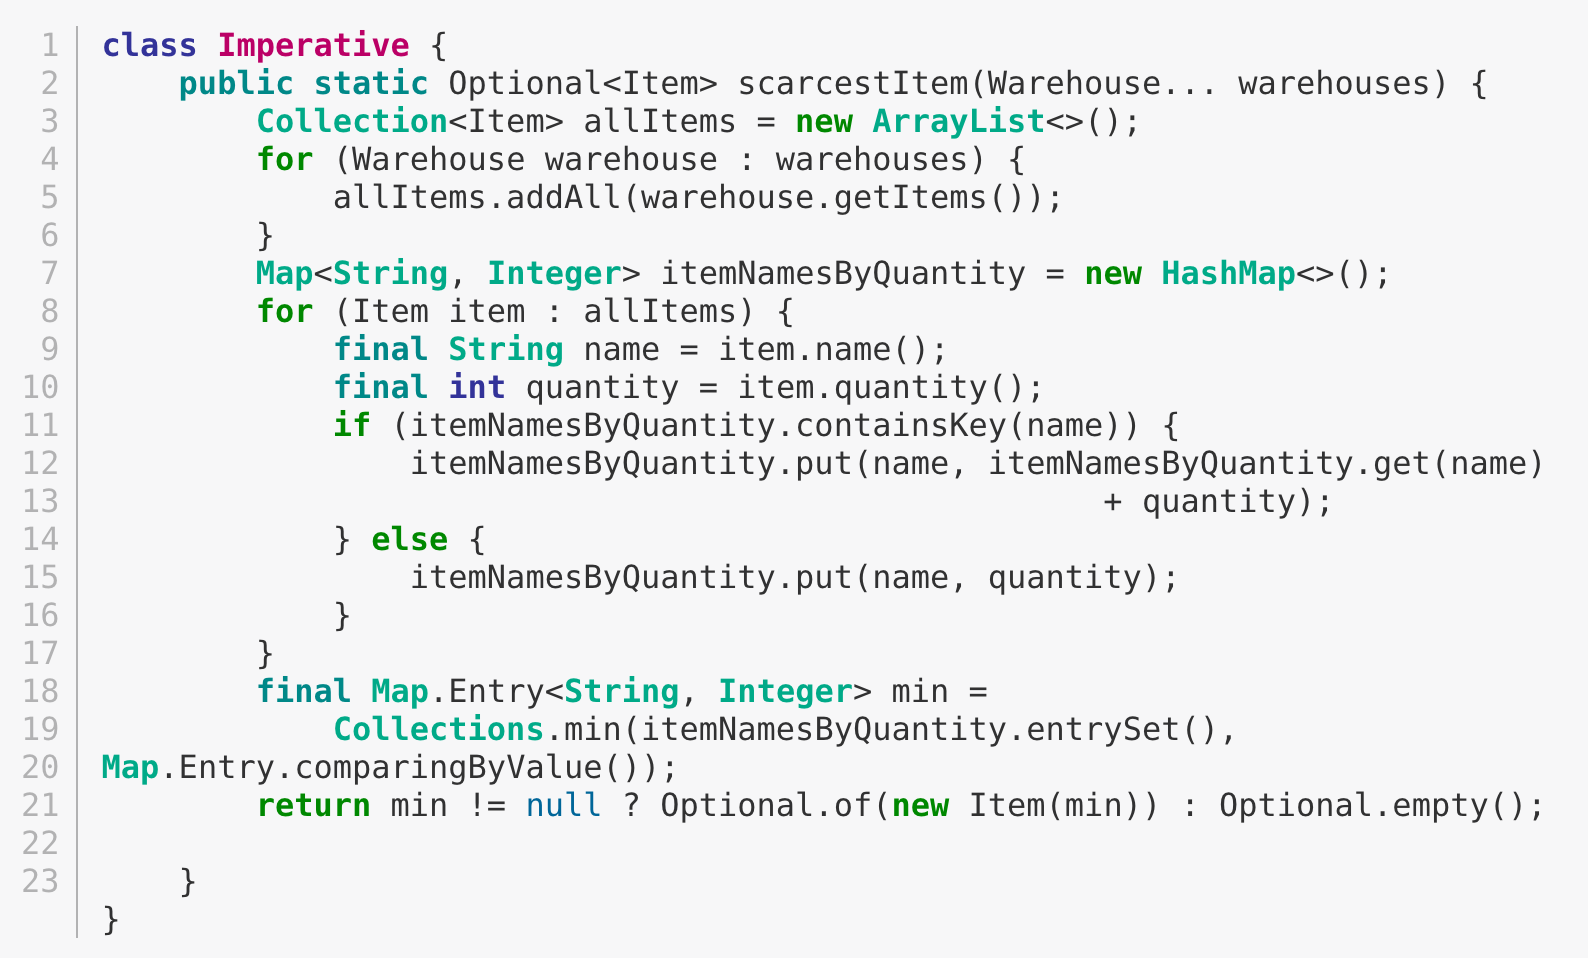 1 class Imperative {
2     public static Optional<Item> scarcestItem(Warehouse... warehouses) {
3         Collection<Item> allItems = new ArrayList<>();
4         for (Warehouse warehouse : warehouses) {
5             allItems.addAll(warehouse.getItems());
6         }
7         Map<String, Integer> itemNamesByQuantity = new HashMap<>();
8         for (Item item : allItems) {
9             final String name = item.name();
10             final int quantity = item.quantity();
11             if (itemNamesByQuantity.containsKey(name)) {
12                 itemNamesByQuantity.put(name, itemNamesByQuantity.get(name)
13                                                     + quantity);
14             } else {
15                 itemNamesByQuantity.put(name, quantity);
16             }
17         }
18         final Map.Entry<String, Integer> min =
19             Collections.min(itemNamesByQuantity.entrySet(),
20 Map.Entry.comparingByValue());
21         return min != null ? Optional.of(new Item(min)) : Optional.empty();
22
23     }
}